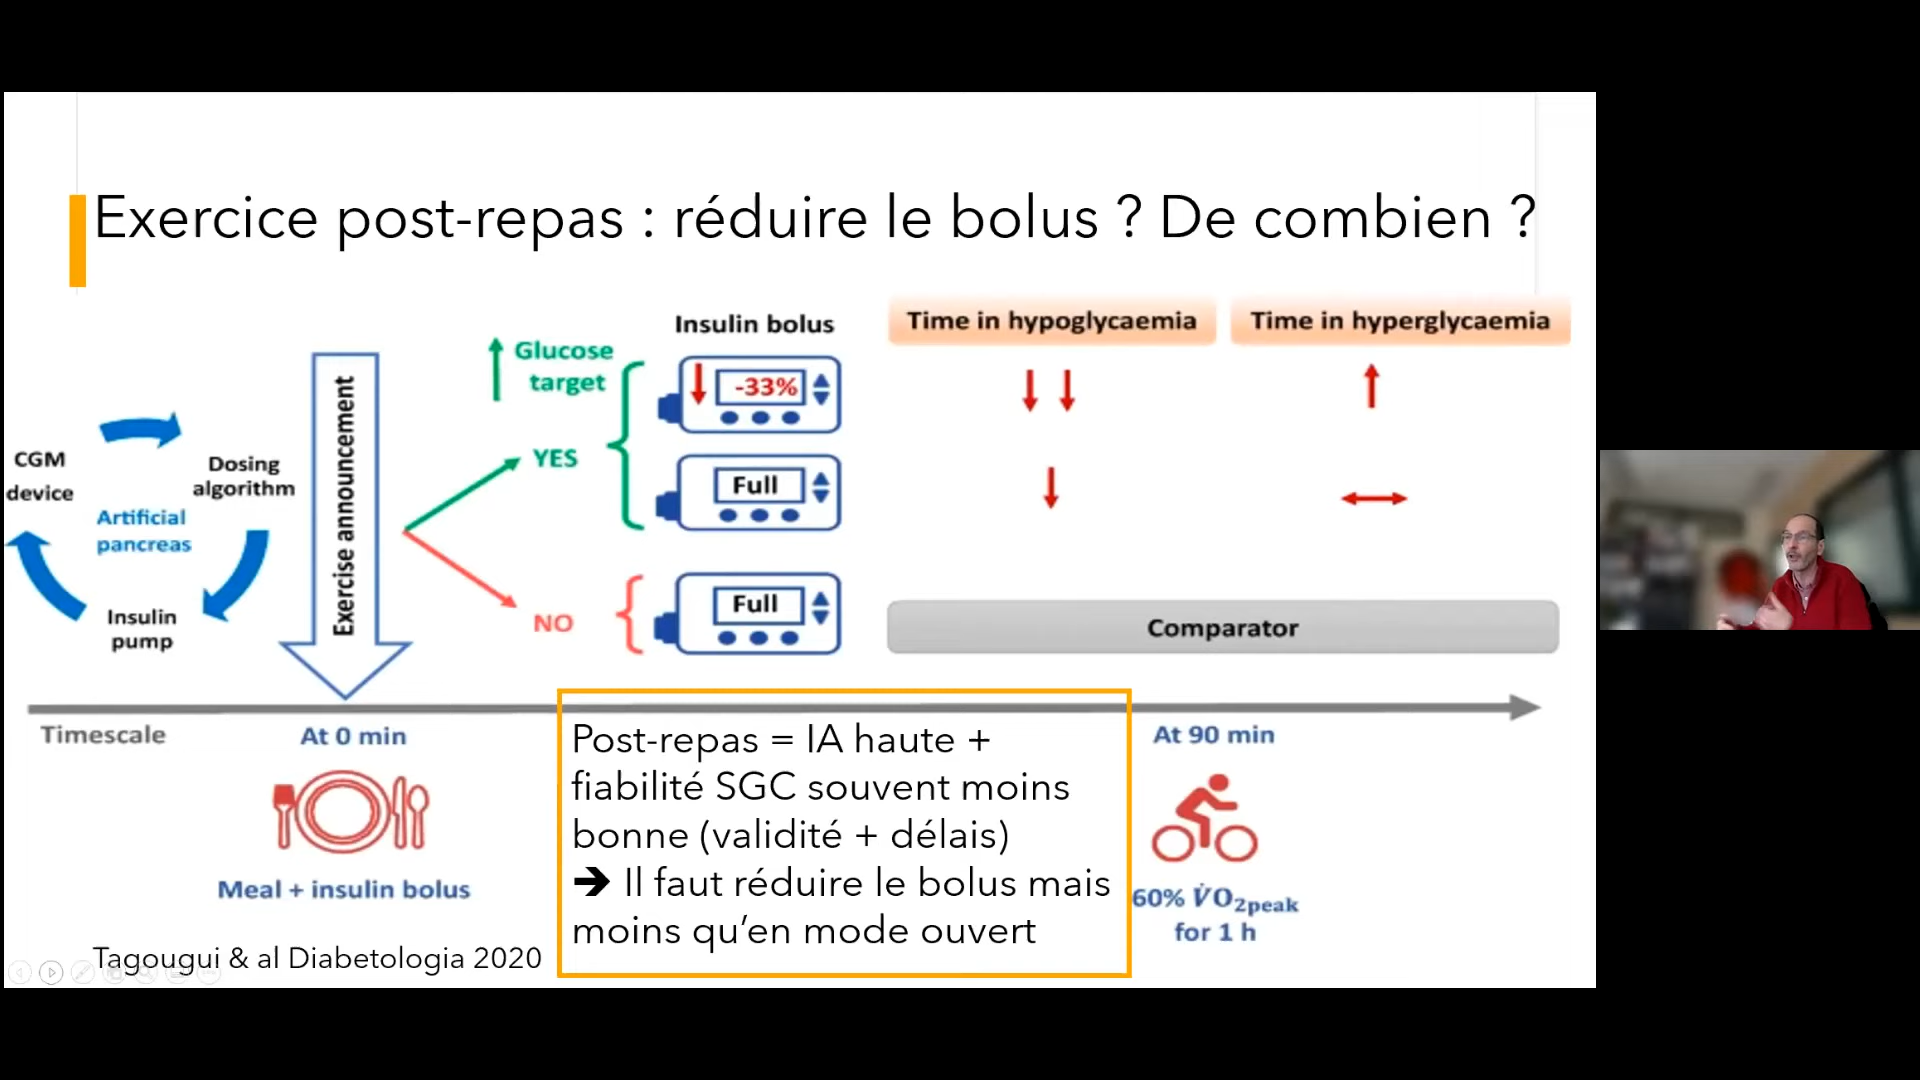 Exercice post-repas : réduire le bolus ? De combien ?
Insulin bolus
Time in hypoglycaemia
Time in hyperglycaemia
Glucose
target
-33%
YES
Full
NO
Full
Comparator
CGM
device
Dosing
algorithm
Artificial
pancreas
Insulin
pump
Exercise announcement
Timescale
At 0 min
At 90 min
Meal + insulin bolus
60% V̇O2peak
for 1 h
Post-repas = IA haute +
fiabilité SGC souvent moins
bonne (validité + délais)
➔ Il faut réduire le bolus mais
moins qu’en mode ouvert
Tagougui & al Diabetologia 2020